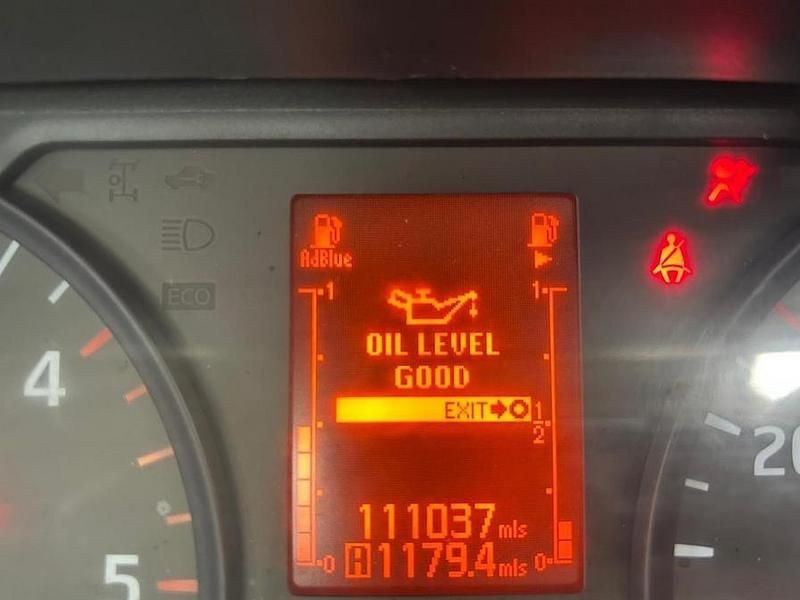 AdBlue
1
1
OIL LEVEL
GOOD
EXIT
1
2
ECO
4
20
111037 mls
A 1179.4 mls
0
0
5